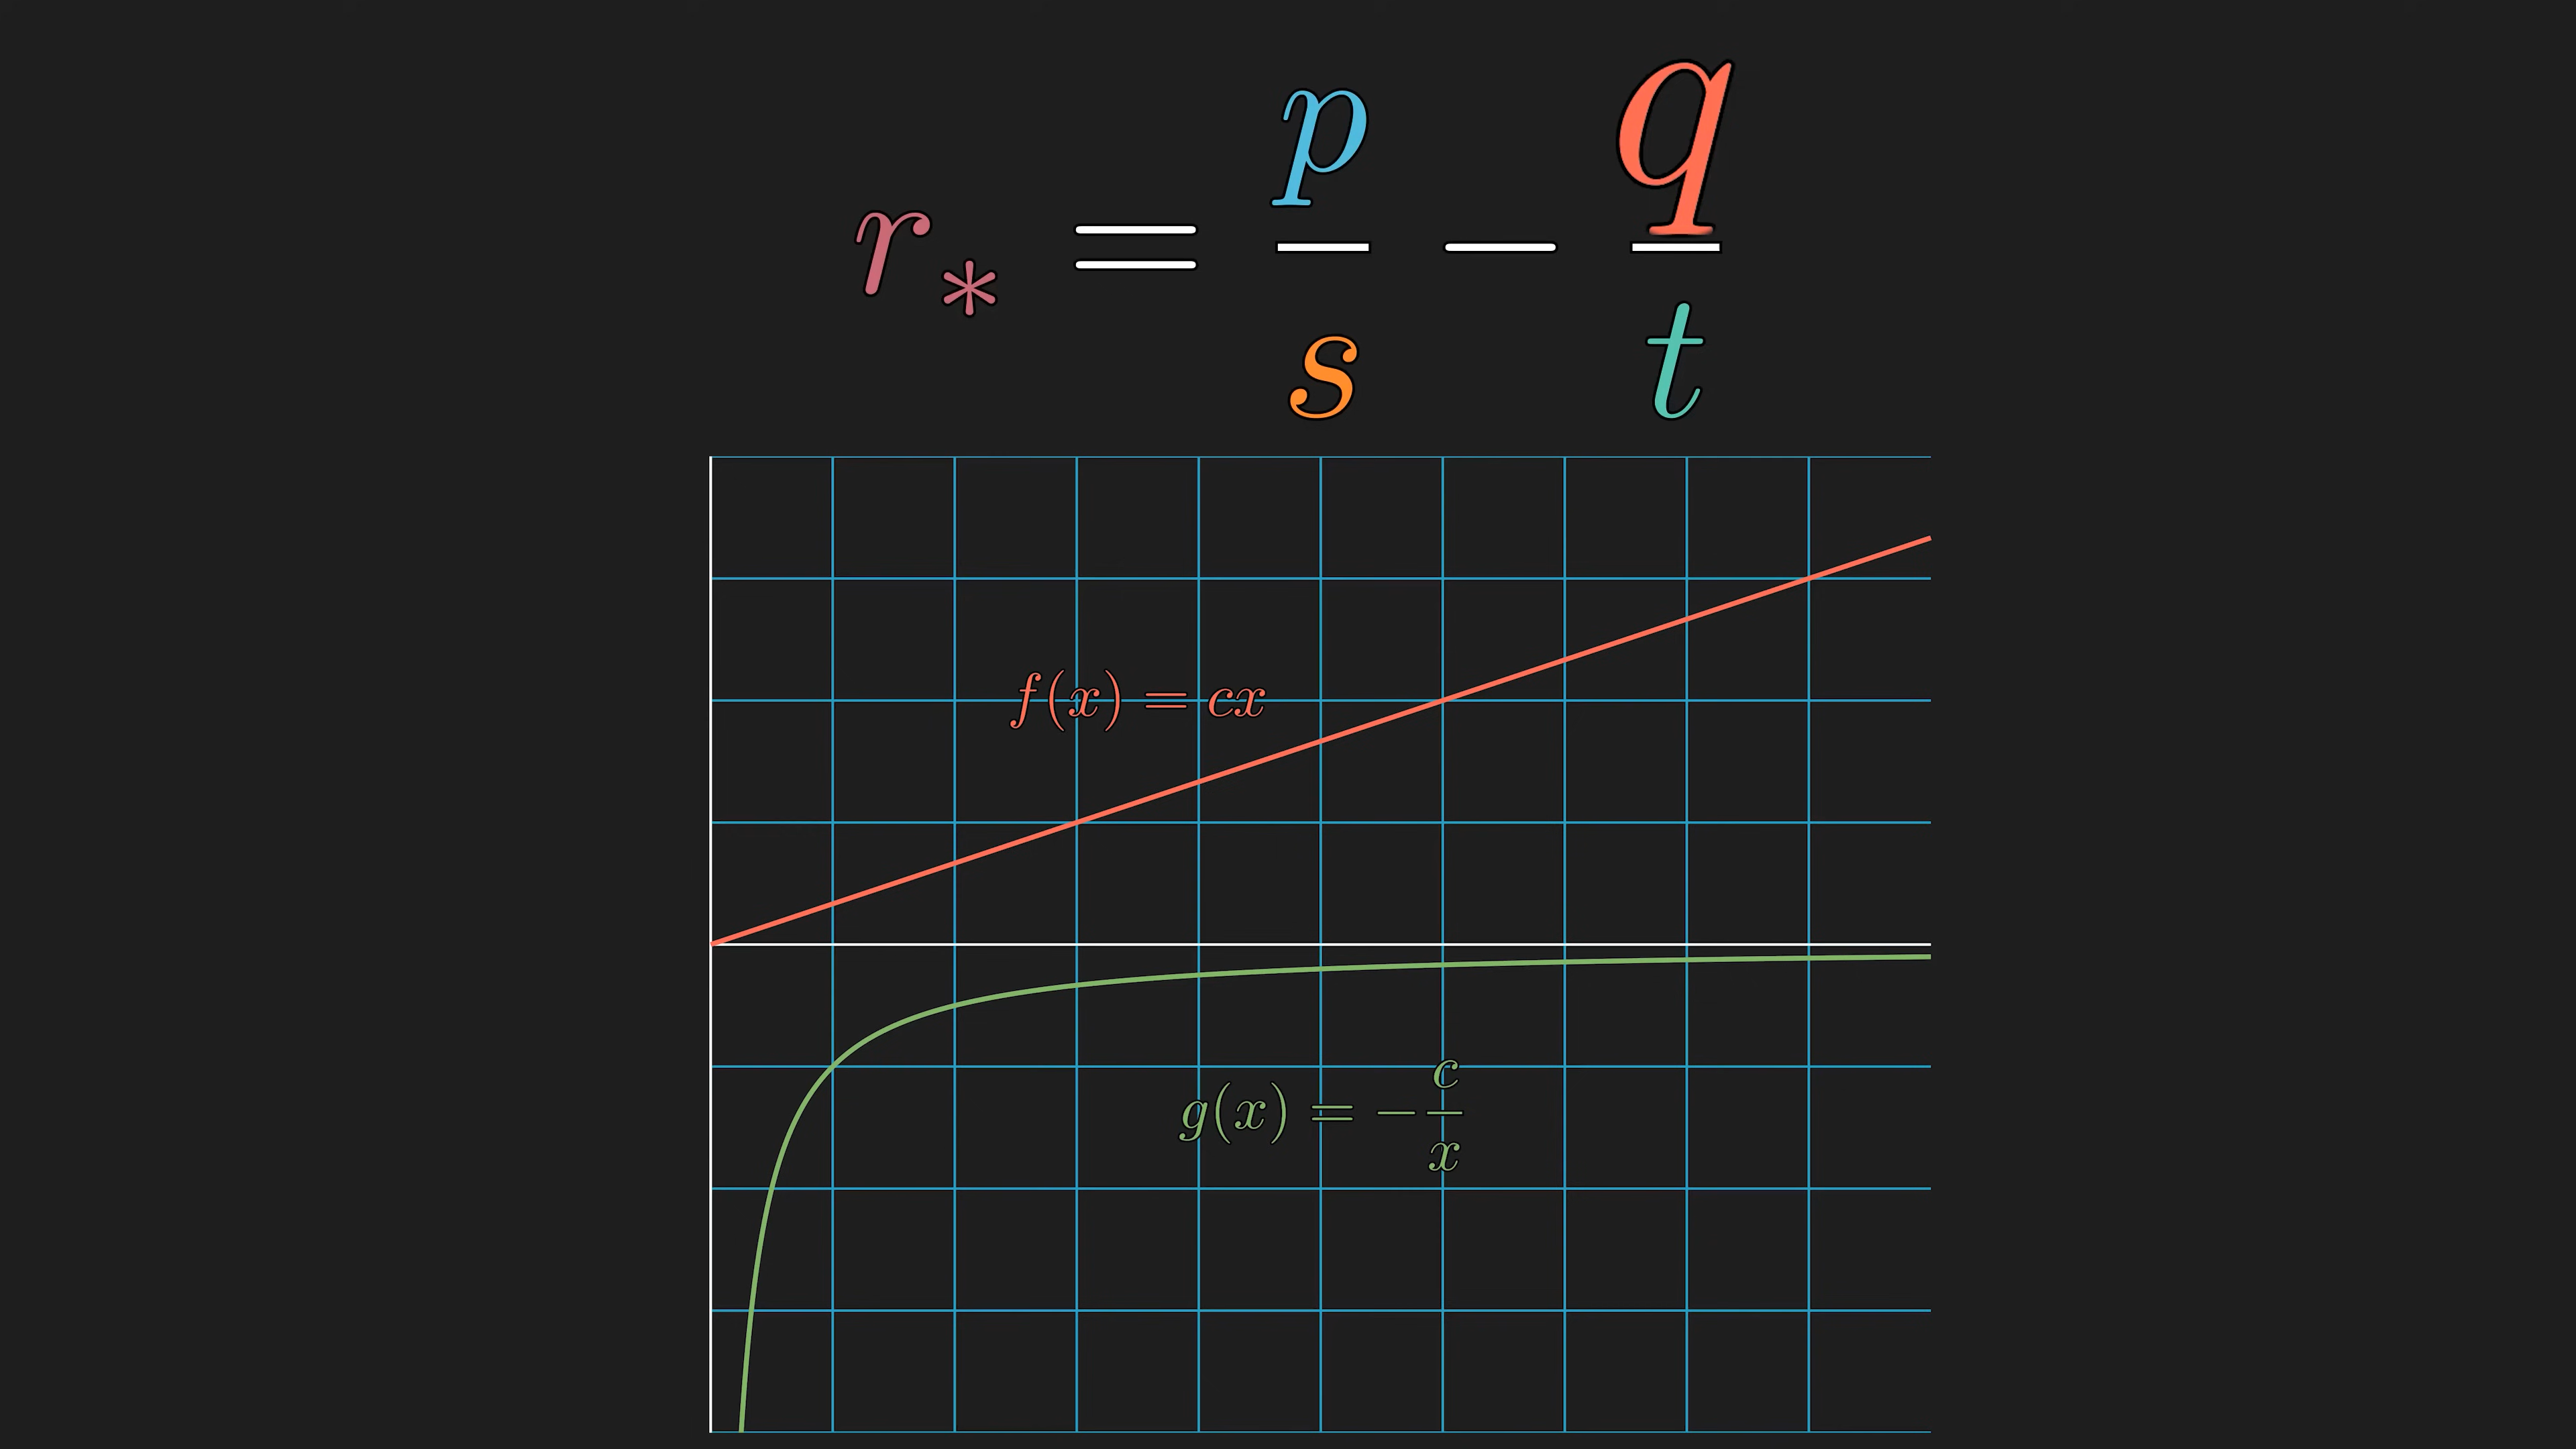 r_* = p/s − q/t
f(x) = cx
g(x) = −c/x